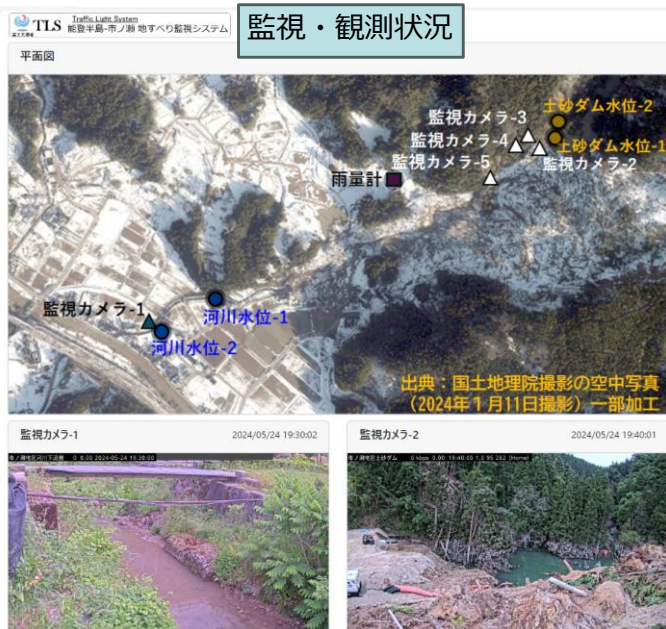 監視・観測状況
TLS
Traffic Light System
能登半島-市ノ瀬 地すべり監視システム
平面図
土砂ダム水位-2
監視カメラ-3
監視カメラ-4
土砂ダム水位-1
監視カメラ-5
監視カメラ-2
雨量計
監視カメラ-1
河川水位-1
河川水位-2
出典：国土地理院撮影の空中写真
（2024年１月11日撮影）一部加工
監視カメラ-1 2024/05/24 19:30:02
監視カメラ-2 2024/05/24 19:40:01